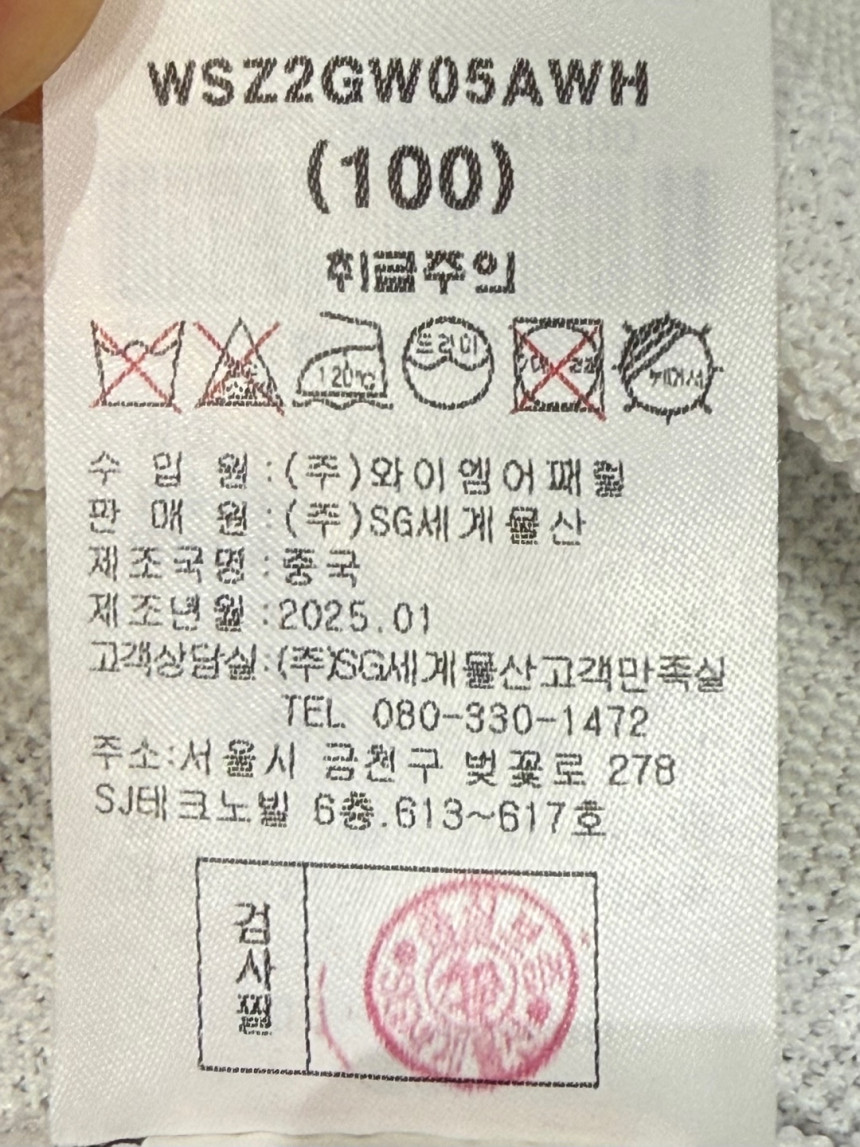 WSZ2GW05AWH
(100)
취급주의
120℃ 드라이
수 입 원 : (주)와이엠어패럴
판 매 원 : (주)SG세계물산
제조국명 : 중국
제조년월 : 2025.01
고객상담실 : (주)SG세계물산고객만족실
TEL. 080-330-1472
주소:서울시 금천구 벚꽃로 278
SJ테크노빌 6층.613~617호
검사필